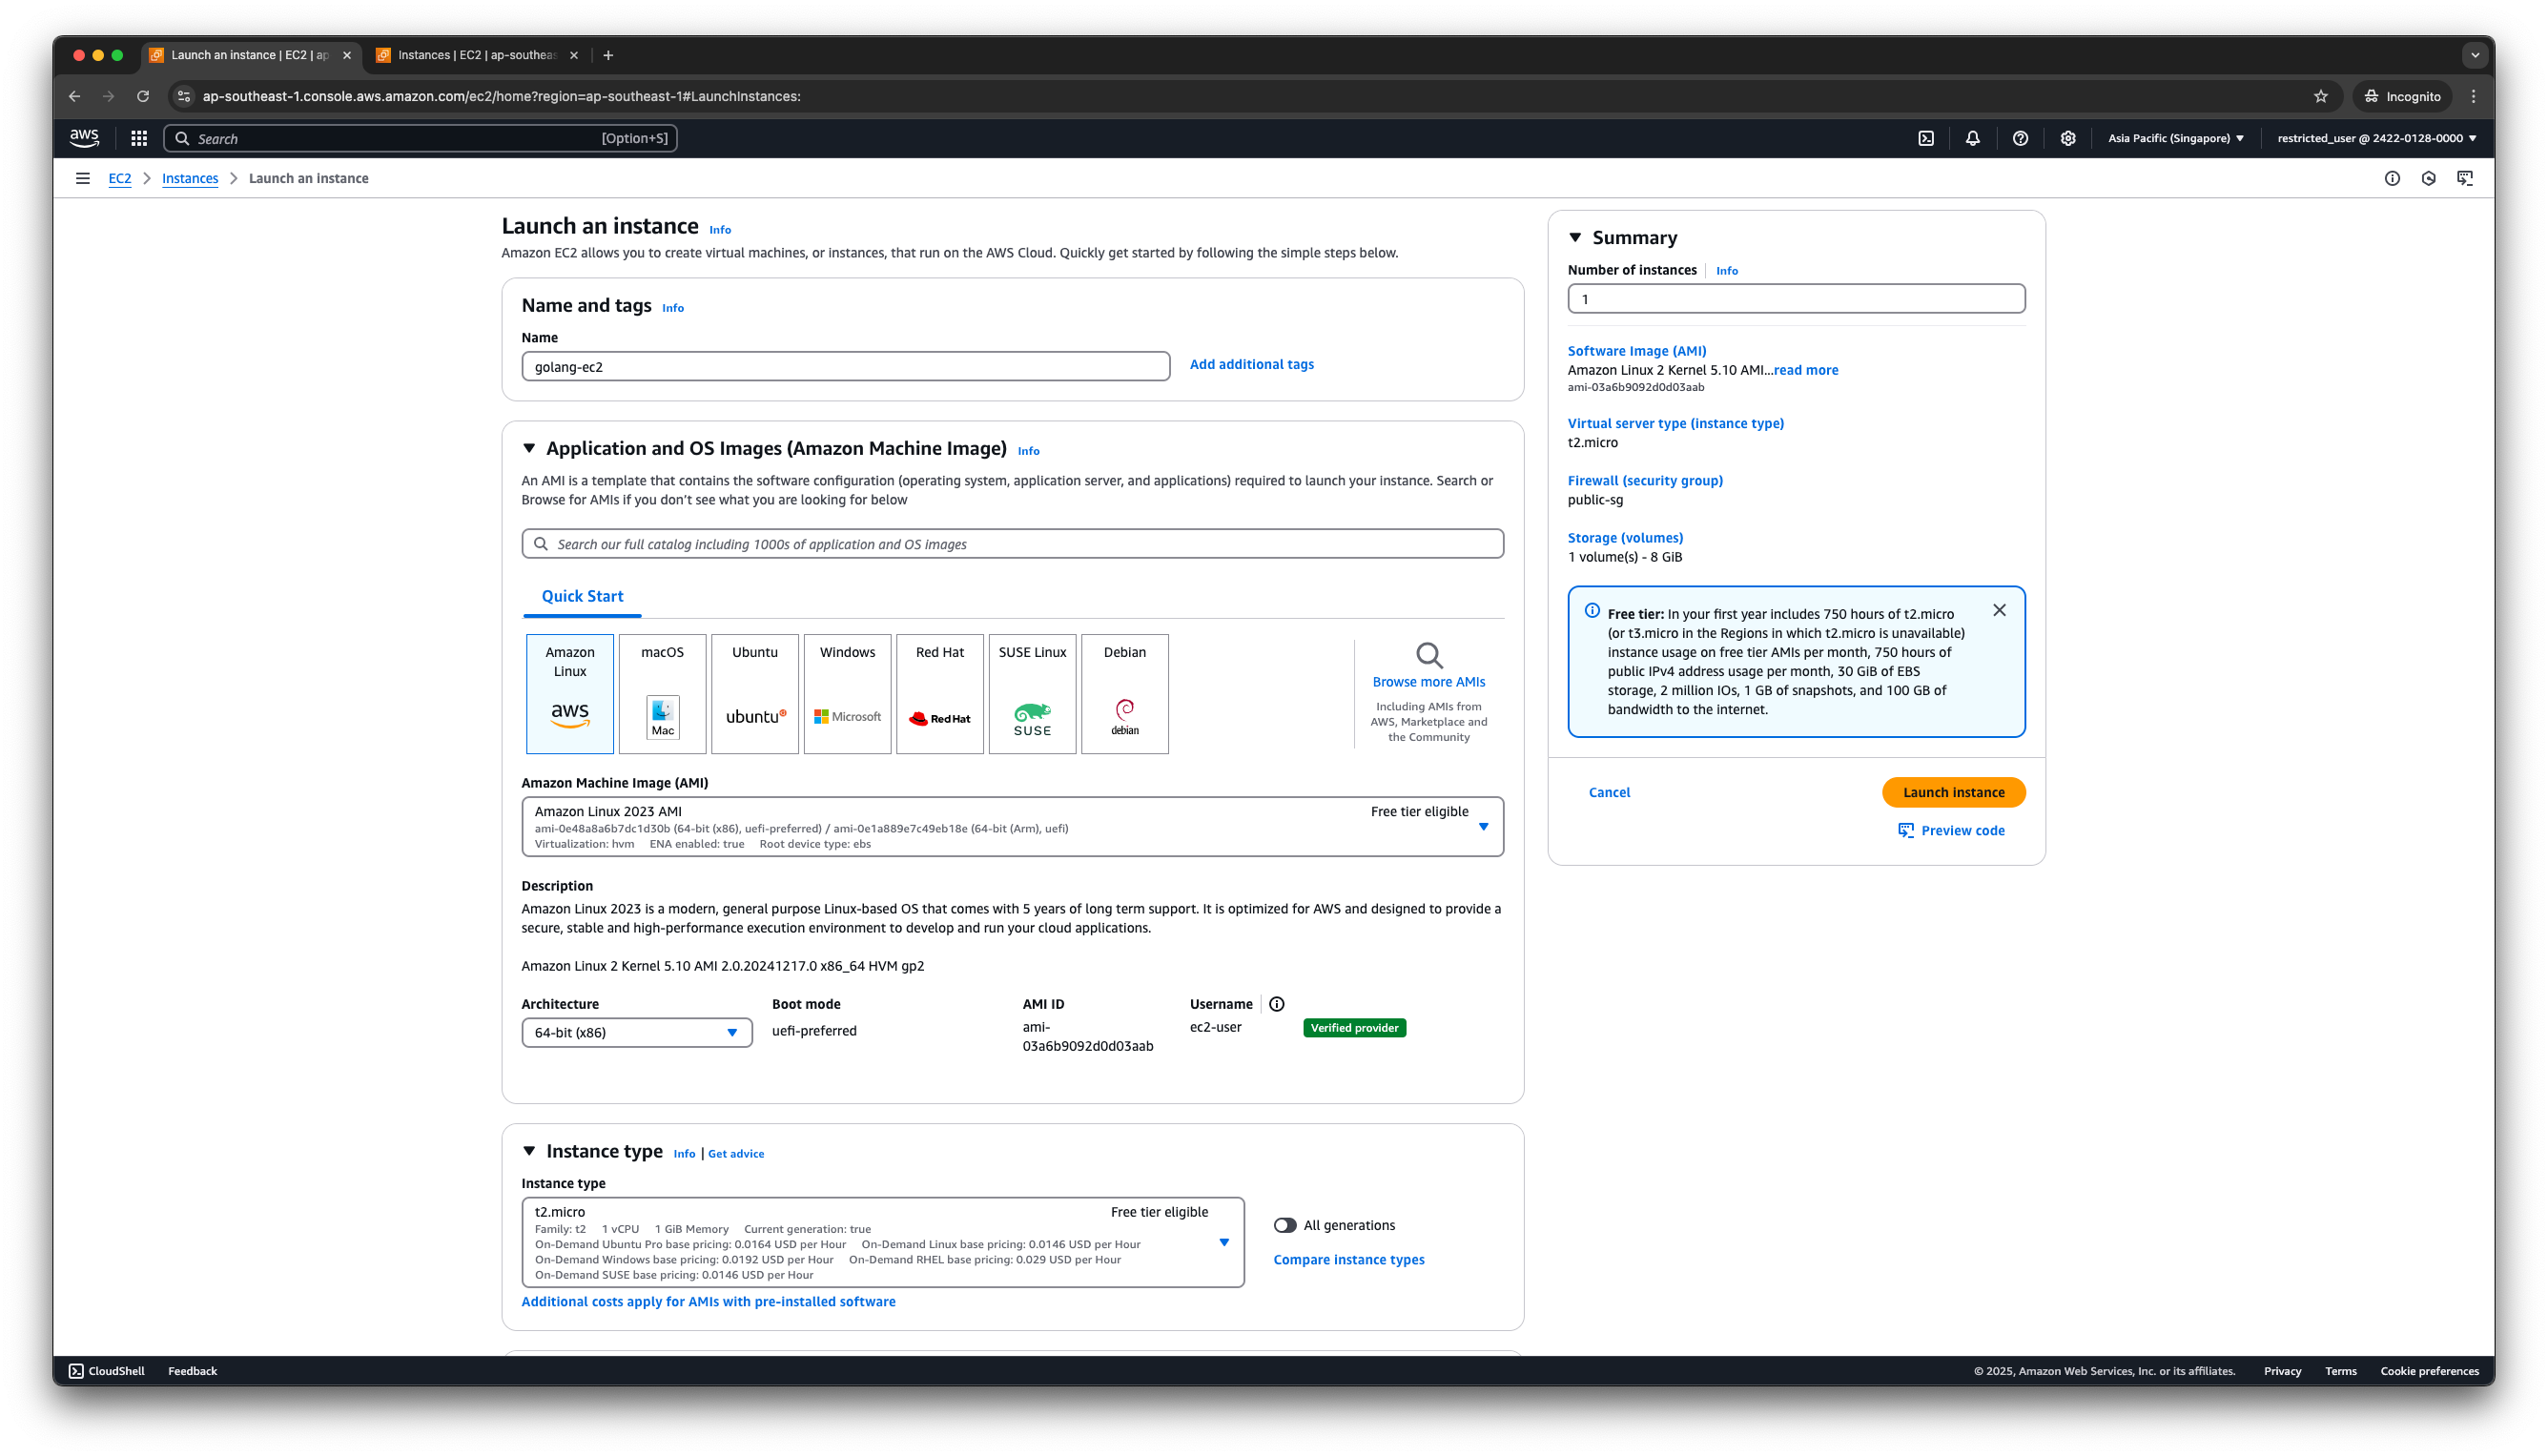 Launch an instance | EC2 | ap
Instances | EC2 | ap-southeas
ap-southeast-1.console.aws.amazon.com/ec2/home?region=ap-southeast-1#LaunchInstances:
Incognito
aws
Search
[Option+S]
Asia Pacific (Singapore)
restricted_user @ 2422-0128-0000
EC2
Instances
Launch an instance
Launch an instance Info
Amazon EC2 allows you to create virtual machines, or instances, that run on the AWS Cloud. Quickly get started by following the simple steps below.
Name and tags Info
Name
golang-ec2
Add additional tags
Application and OS Images (Amazon Machine Image) Info
An AMI is a template that contains the software configuration (operating system, application server, and applications) required to launch your instance. Search or
Browse for AMIs if you don’t see what you are looking for below
Search our full catalog including 1000s of application and OS images
Quick Start
Amazon
Linux
aws
macOS
Mac
Ubuntu
ubuntu
Windows
Microsoft
Red Hat
Red Hat
SUSE Linux
SUSE
Debian
debian
Browse more AMIs
Including AMIs from
AWS, Marketplace and
the Community
Amazon Machine Image (AMI)
Amazon Linux 2023 AMI
Free tier eligible
ami-0e48a8a6b7dc1d30b (64-bit (x86), uefi-preferred) / ami-0e1a889e7c49eb18e (64-bit (Arm), uefi)
Virtualization: hvm ENA enabled: true Root device type: ebs
Description
Amazon Linux 2023 is a modern, general purpose Linux-based OS that comes with 5 years of long term support. It is optimized for AWS and designed to provide a
secure, stable and high-performance execution environment to develop and run your cloud applications.
Amazon Linux 2 Kernel 5.10 AMI 2.0.20241217.0 x86_64 HVM gp2
Architecture
64-bit (x86)
Boot mode
uefi-preferred
AMI ID
ami-
03a6b9092d0d03aab
Username
ec2-user
Verified provider
Instance type Info | Get advice
Instance type
t2.micro
Free tier eligible
Family: t2 1 vCPU 1 GiB Memory Current generation: true
On-Demand Ubuntu Pro base pricing: 0.0164 USD per Hour On-Demand Linux base pricing: 0.0146 USD per Hour
On-Demand Windows base pricing: 0.0192 USD per Hour On-Demand RHEL base pricing: 0.029 USD per Hour
On-Demand SUSE base pricing: 0.0146 USD per Hour
All generations
Compare instance types
Additional costs apply for AMIs with pre-installed software
Summary
Number of instances Info
1
Software Image (AMI)
Amazon Linux 2 Kernel 5.10 AMI...read more
ami-03a6b9092d0d03aab
Virtual server type (instance type)
t2.micro
Firewall (security group)
public-sg
Storage (volumes)
1 volume(s) - 8 GiB
Free tier: In your first year includes 750 hours of t2.micro
(or t3.micro in the Regions in which t2.micro is unavailable)
instance usage on free tier AMIs per month, 750 hours of
public IPv4 address usage per month, 30 GiB of EBS
storage, 2 million IOs, 1 GB of snapshots, and 100 GB of
bandwidth to the internet.
Cancel
Launch instance
Preview code
CloudShell
Feedback
© 2025, Amazon Web Services, Inc. or its affiliates.
Privacy
Terms
Cookie preferences